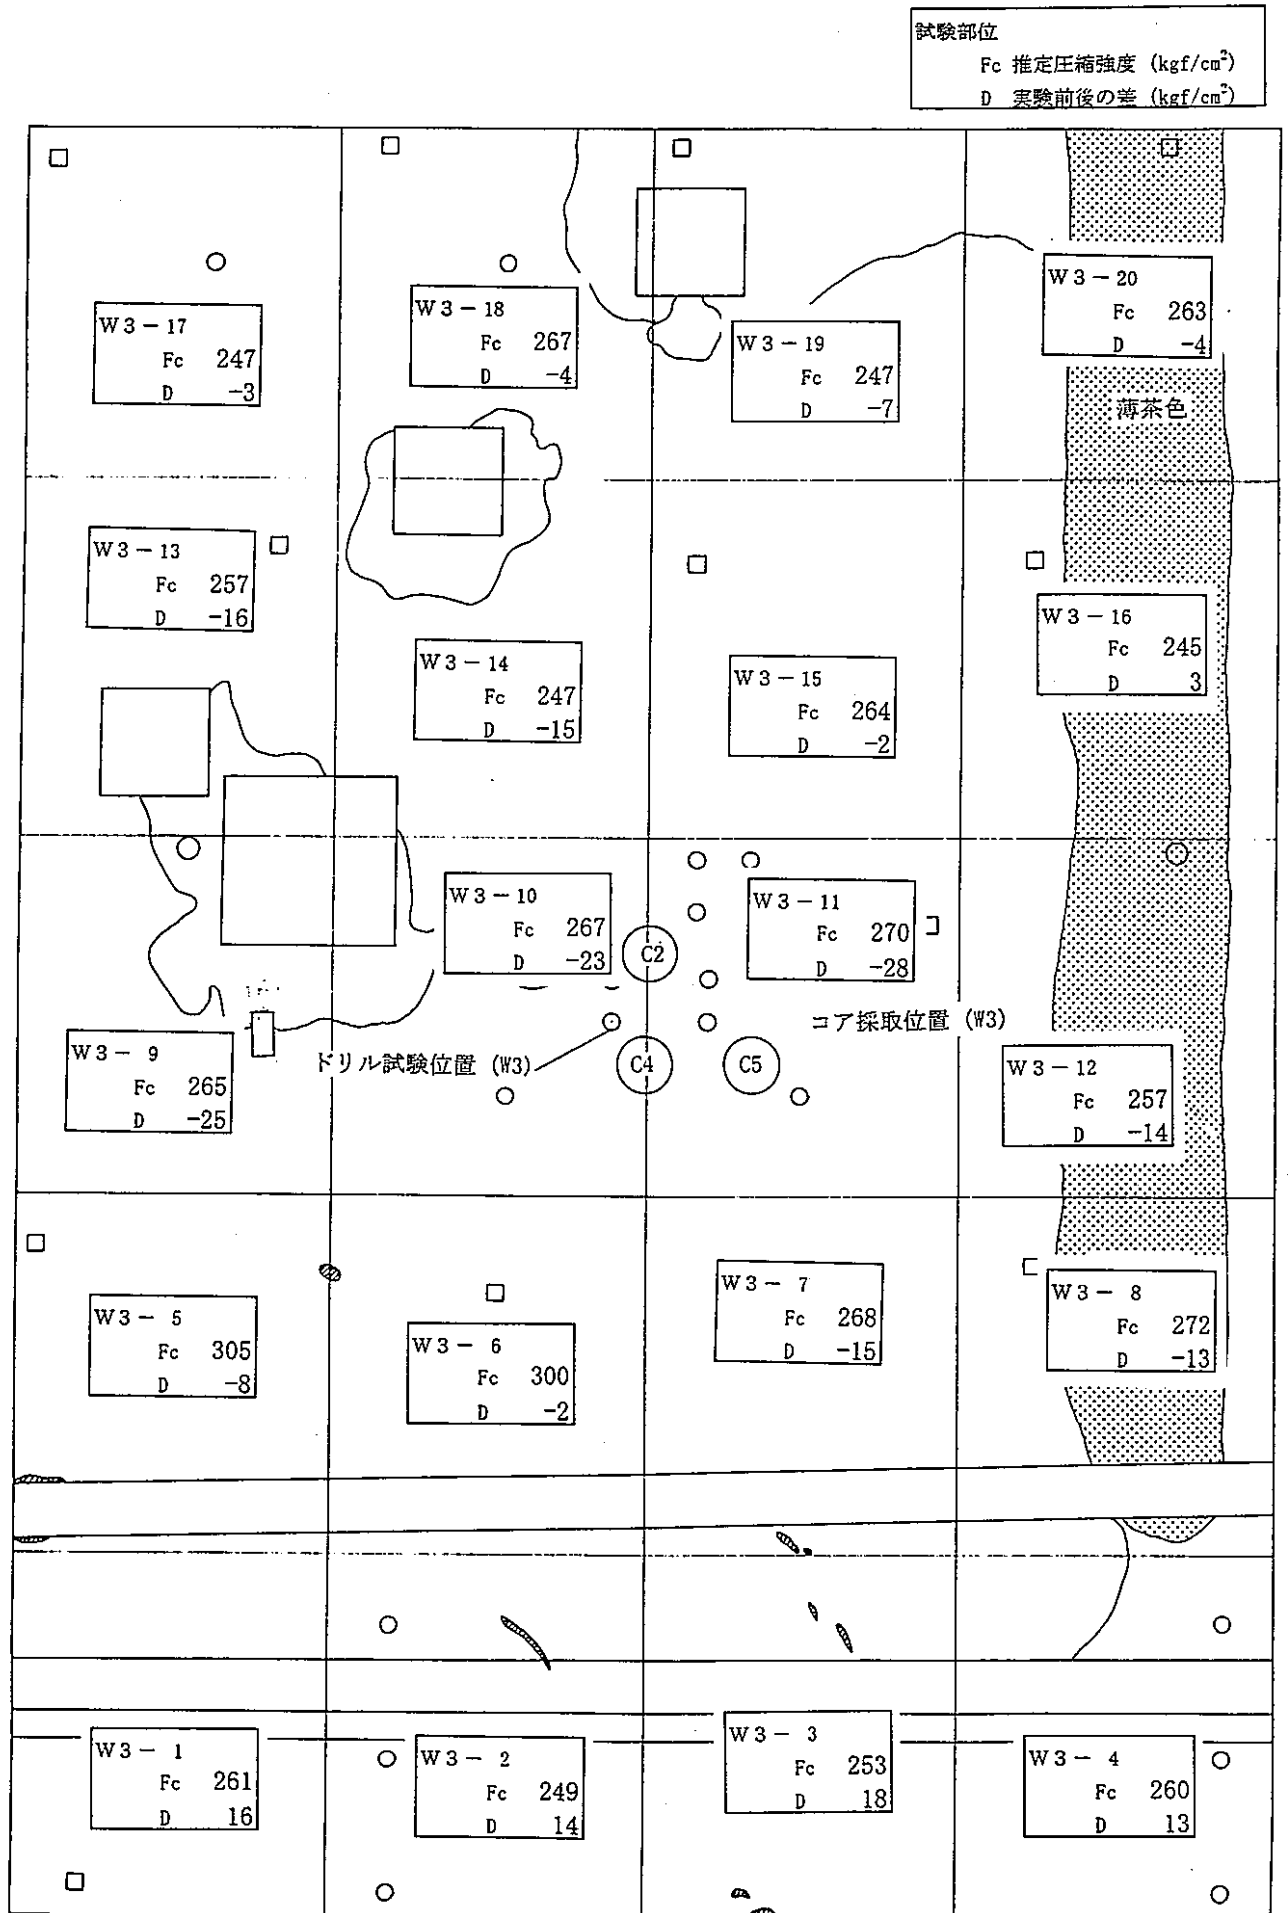 試験部位
Fc 推定圧縮強度 (kgf/cm²)
D 実験前後の差 (kgf/cm²)
W3-17
Fc 247
D -3
W3-18
Fc 267
D -4
W3-19
Fc 247
D -7
W3-20
Fc 263
D -4
薄茶色
W3-13
Fc 257
D -16
W3-14
Fc 247
D -15
W3-15
Fc 264
D -2
W3-16
Fc 245
D 3
W3-10
Fc 267
D -23
C2
W3-11
Fc 270
D -28
コア採取位置 (W3)
W3-9
Fc 265
D -25
ドリル試験位置 (W3)
C4
C5
W3-12
Fc 257
D -14
W3-5
Fc 305
D -8
W3-6
Fc 300
D -2
W3-7
Fc 268
D -15
W3-8
Fc 272
D -13
W3-1
Fc 261
D 16
W3-2
Fc 249
D 14
W3-3
Fc 253
D 18
W3-4
Fc 260
D 13